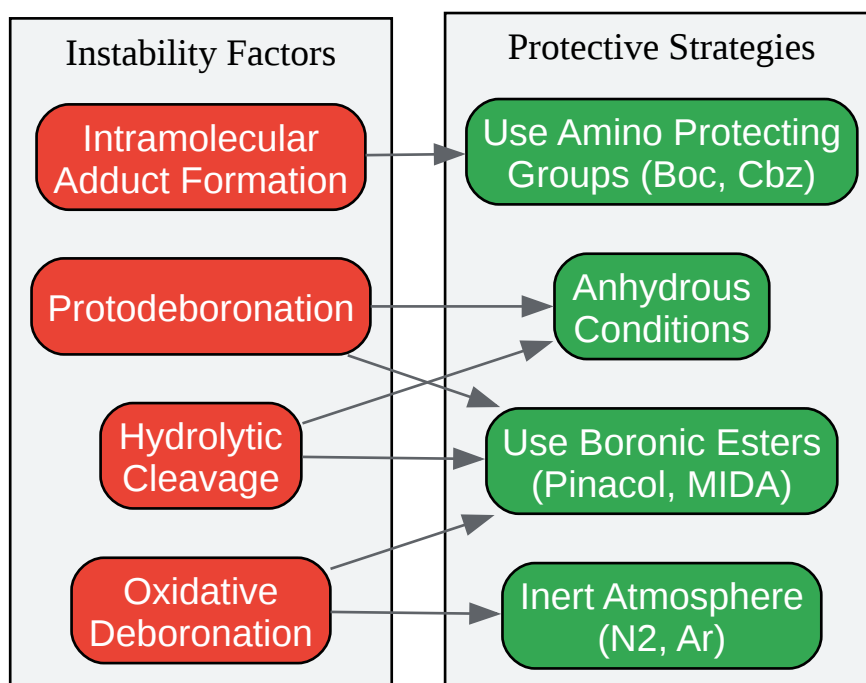 Instability Factors
Intramolecular
Adduct Formation
Protodeboronation
Hydrolytic
Cleavage
Oxidative
Deboronation
Protective Strategies
Use Amino Protecting
Groups (Boc, Cbz)
Anhydrous
Conditions
Use Boronic Esters
(Pinacol, MIDA)
Inert Atmosphere
(N2, Ar)